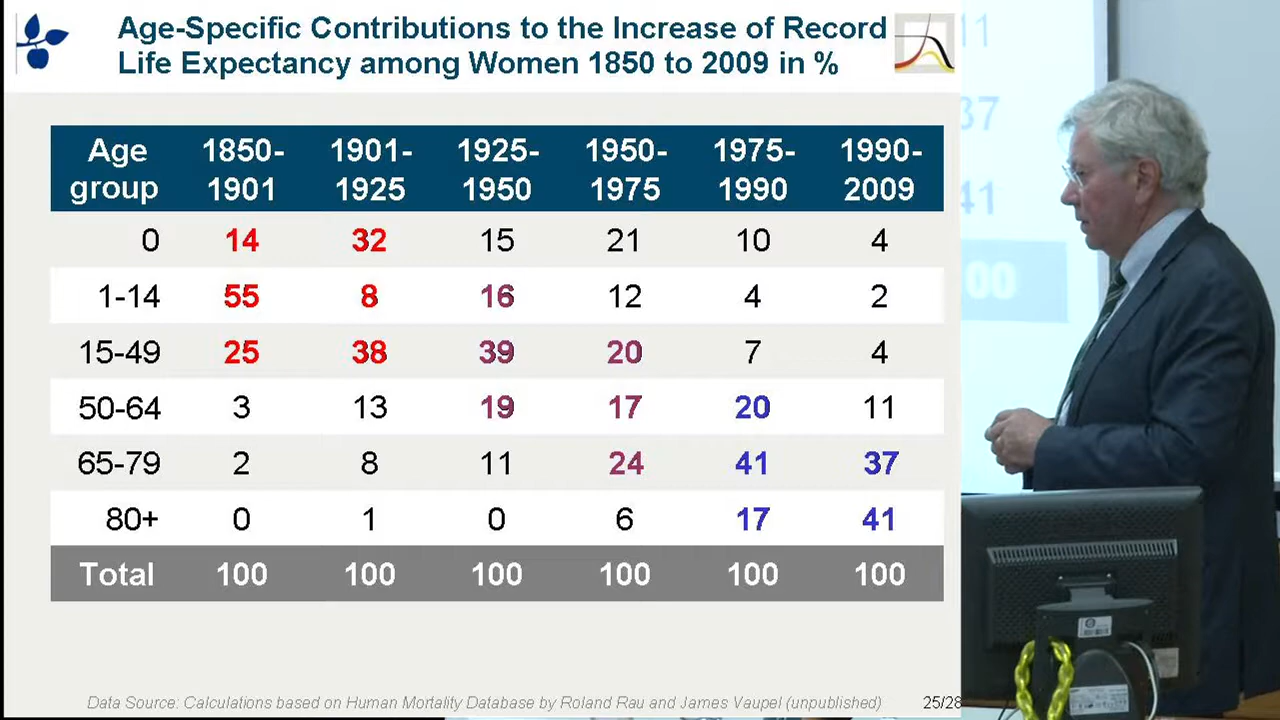 Age-Specific Contributions to the Increase of Record
Life Expectancy among Women 1850 to 2009 in %
Age group 1850-1901 1901-1925 1925-1950 1950-1975 1975-1990 1990-2009
0 14 32 15 21 10 4
1-14 55 8 16 12 4 2
15-49 25 38 39 20 7 4
50-64 3 13 19 17 20 11
65-79 2 8 11 24 41 37
80+ 0 1 0 6 17 41
Total 100 100 100 100 100 100
Data Source: Calculations based on Human Mortality Database by Roland Rau and James Vaupel (unpublished)
25/28
11
37
41
00